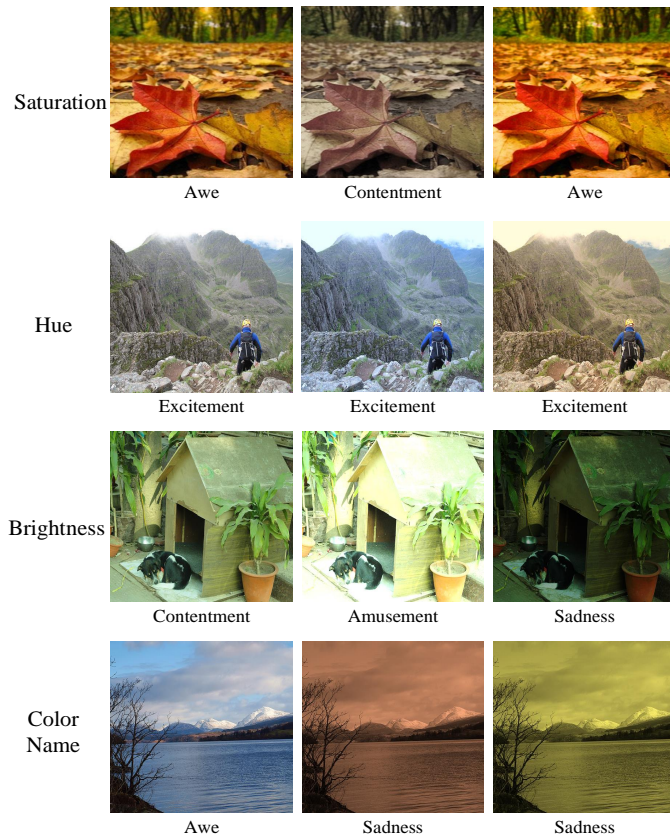 Saturation
Awe
Contentment
Awe
Hue
Excitement
Excitement
Excitement
Brightness
Contentment
Amusement
Sadness
Color
Name
Awe
Sadness
Sadness